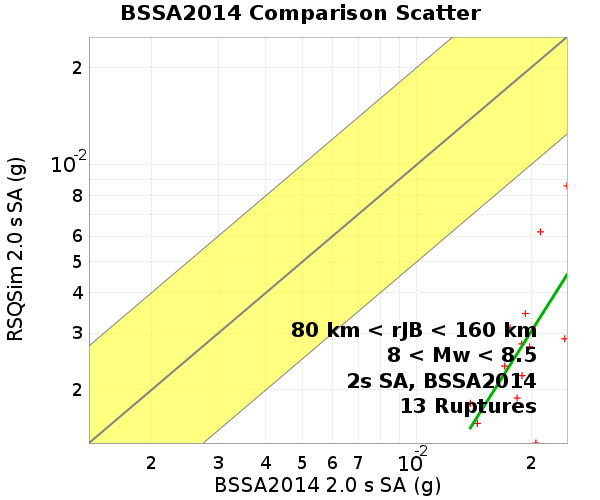 BSSA2014 Comparison Scatter
RSQSim 2.0 s SA (g)
2
10-2
8
6
5
4
3
2
80 km < rJB < 160 km
8 < Mw < 8.5
2s SA, BSSA2014
13 Ruptures
2 3 4 5 6 7 10-2 2
BSSA2014 2.0 s SA (g)